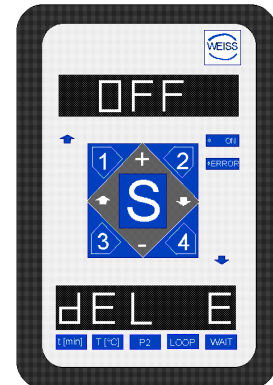 WEISS
OFF
ON
ERROR
1 + 2
S
3 - 4
dEL E
t [min] T [°C] P2 LOOP WAIT